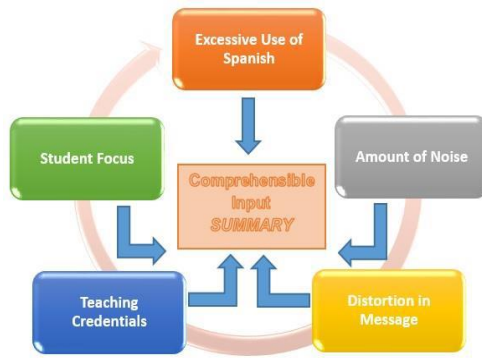 Excessive Use of
Spanish
Student Focus
Amount of Noise
Comprehensible
Input
SUMMARY
Teaching
Credentials
Distortion in
Message